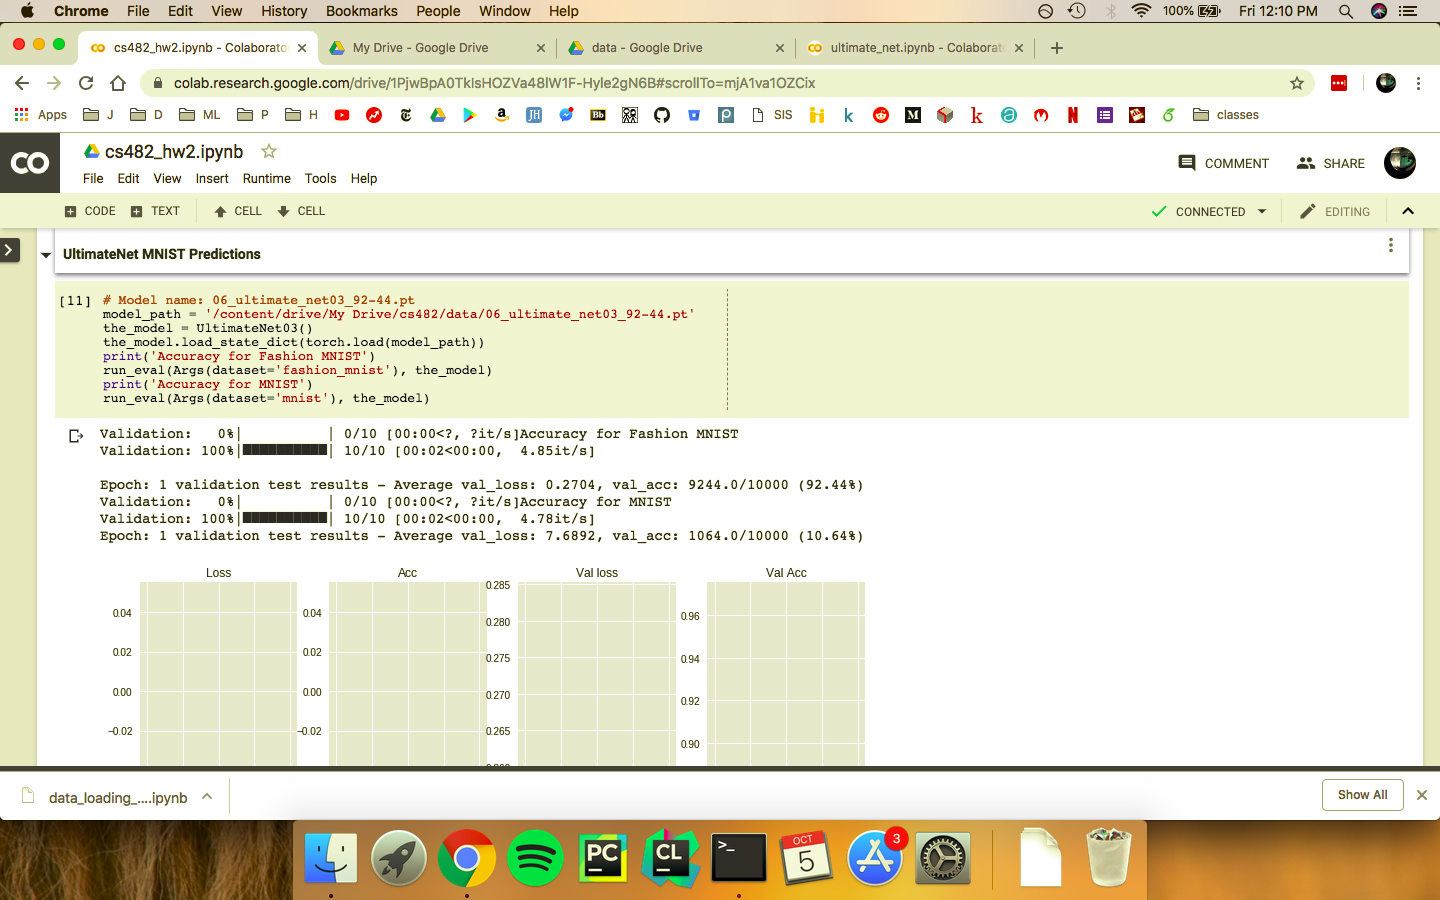 Chrome File Edit View History Bookmarks People Window Help 100% Fri 12:10 PM
cs482_hw2.ipynb - Colaborato My Drive - Google Drive data - Google Drive ultimate_net.ipynb - Colaborat
colab.research.google.com/drive/1PjwBpA0TklsHOZVa48IW1F-Hyle2gN6B#scrollTo=mjA1va1OZCix
Apps J D ML P H JH Bb SIS k M k N classes
CO cs482_hw2.ipynb
COMMENT SHARE
File Edit View Insert Runtime Tools Help
CODE TEXT CELL CELL CONNECTED EDITING
UltimateNet MNIST Predictions
[11] # Model name: 06_ultimate_net03_92-44.pt
model_path = '/content/drive/My Drive/cs482/data/06_ultimate_net03_92-44.pt'
the_model = UltimateNet03()
the_model.load_state_dict(torch.load(model_path))
print('Accuracy for Fashion MNIST')
run_eval(Args(dataset='fashion_mnist'), the_model)
print('Accuracy for MNIST')
run_eval(Args(dataset='mnist'), the_model)
Validation:   0%|          | 0/10 [00:00<?, ?it/s]Accuracy for Fashion MNIST
Validation: 100%|██████████| 10/10 [00:02<00:00,  4.85it/s]
Epoch: 1 validation test results - Average val_loss: 0.2704, val_acc: 9244.0/10000 (92.44%)
Validation:   0%|          | 0/10 [00:00<?, ?it/s]Accuracy for MNIST
Validation: 100%|██████████| 10/10 [00:02<00:00,  4.78it/s]
Epoch: 1 validation test results - Average val_loss: 7.6892, val_acc: 1064.0/10000 (10.64%)
Loss Acc Val loss Val Acc
0.285
0.04 0.04 0.280 0.96
0.02 0.02 0.275 0.94
0.00 0.00 0.270 0.92
−0.02 −0.02 0.265 0.90
data_loading_....ipynb Show All
PC CL >_ OCT 5 3